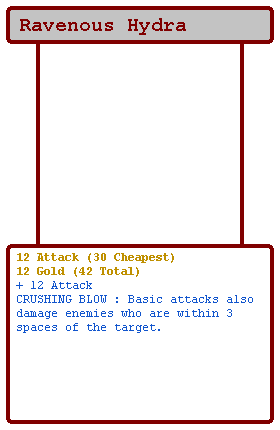 Ravenous Hydra
12 Attack (30 Cheapest)
12 Gold (42 Total)
+ 12 Attack
CRUSHING BLOW : Basic attacks also
damage enemies who are within 3
spaces of the target.